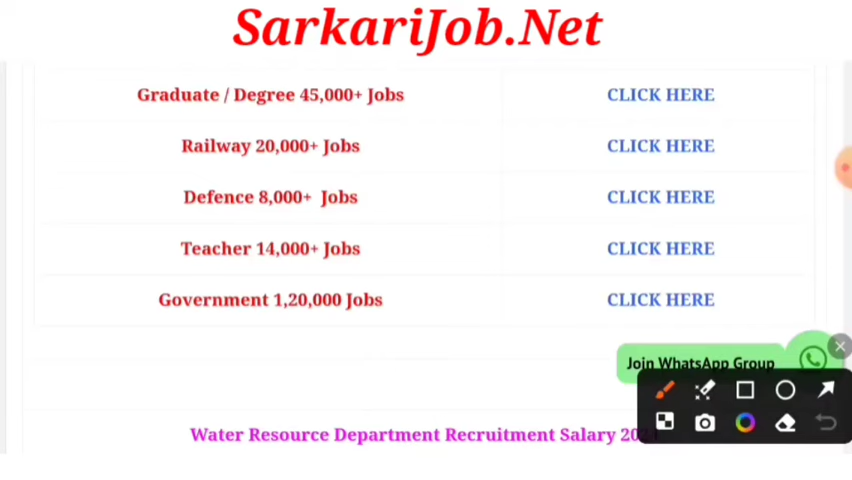 SarkariJob.Net
Graduate / Degree 45,000+ Jobs CLICK HERE
Railway 20,000+ Jobs CLICK HERE
Defence 8,000+ Jobs CLICK HERE
Teacher 14,000+ Jobs CLICK HERE
Government 1,20,000 Jobs CLICK HERE
Join WhatsApp Group
Water Resource Department Recruitment Salary